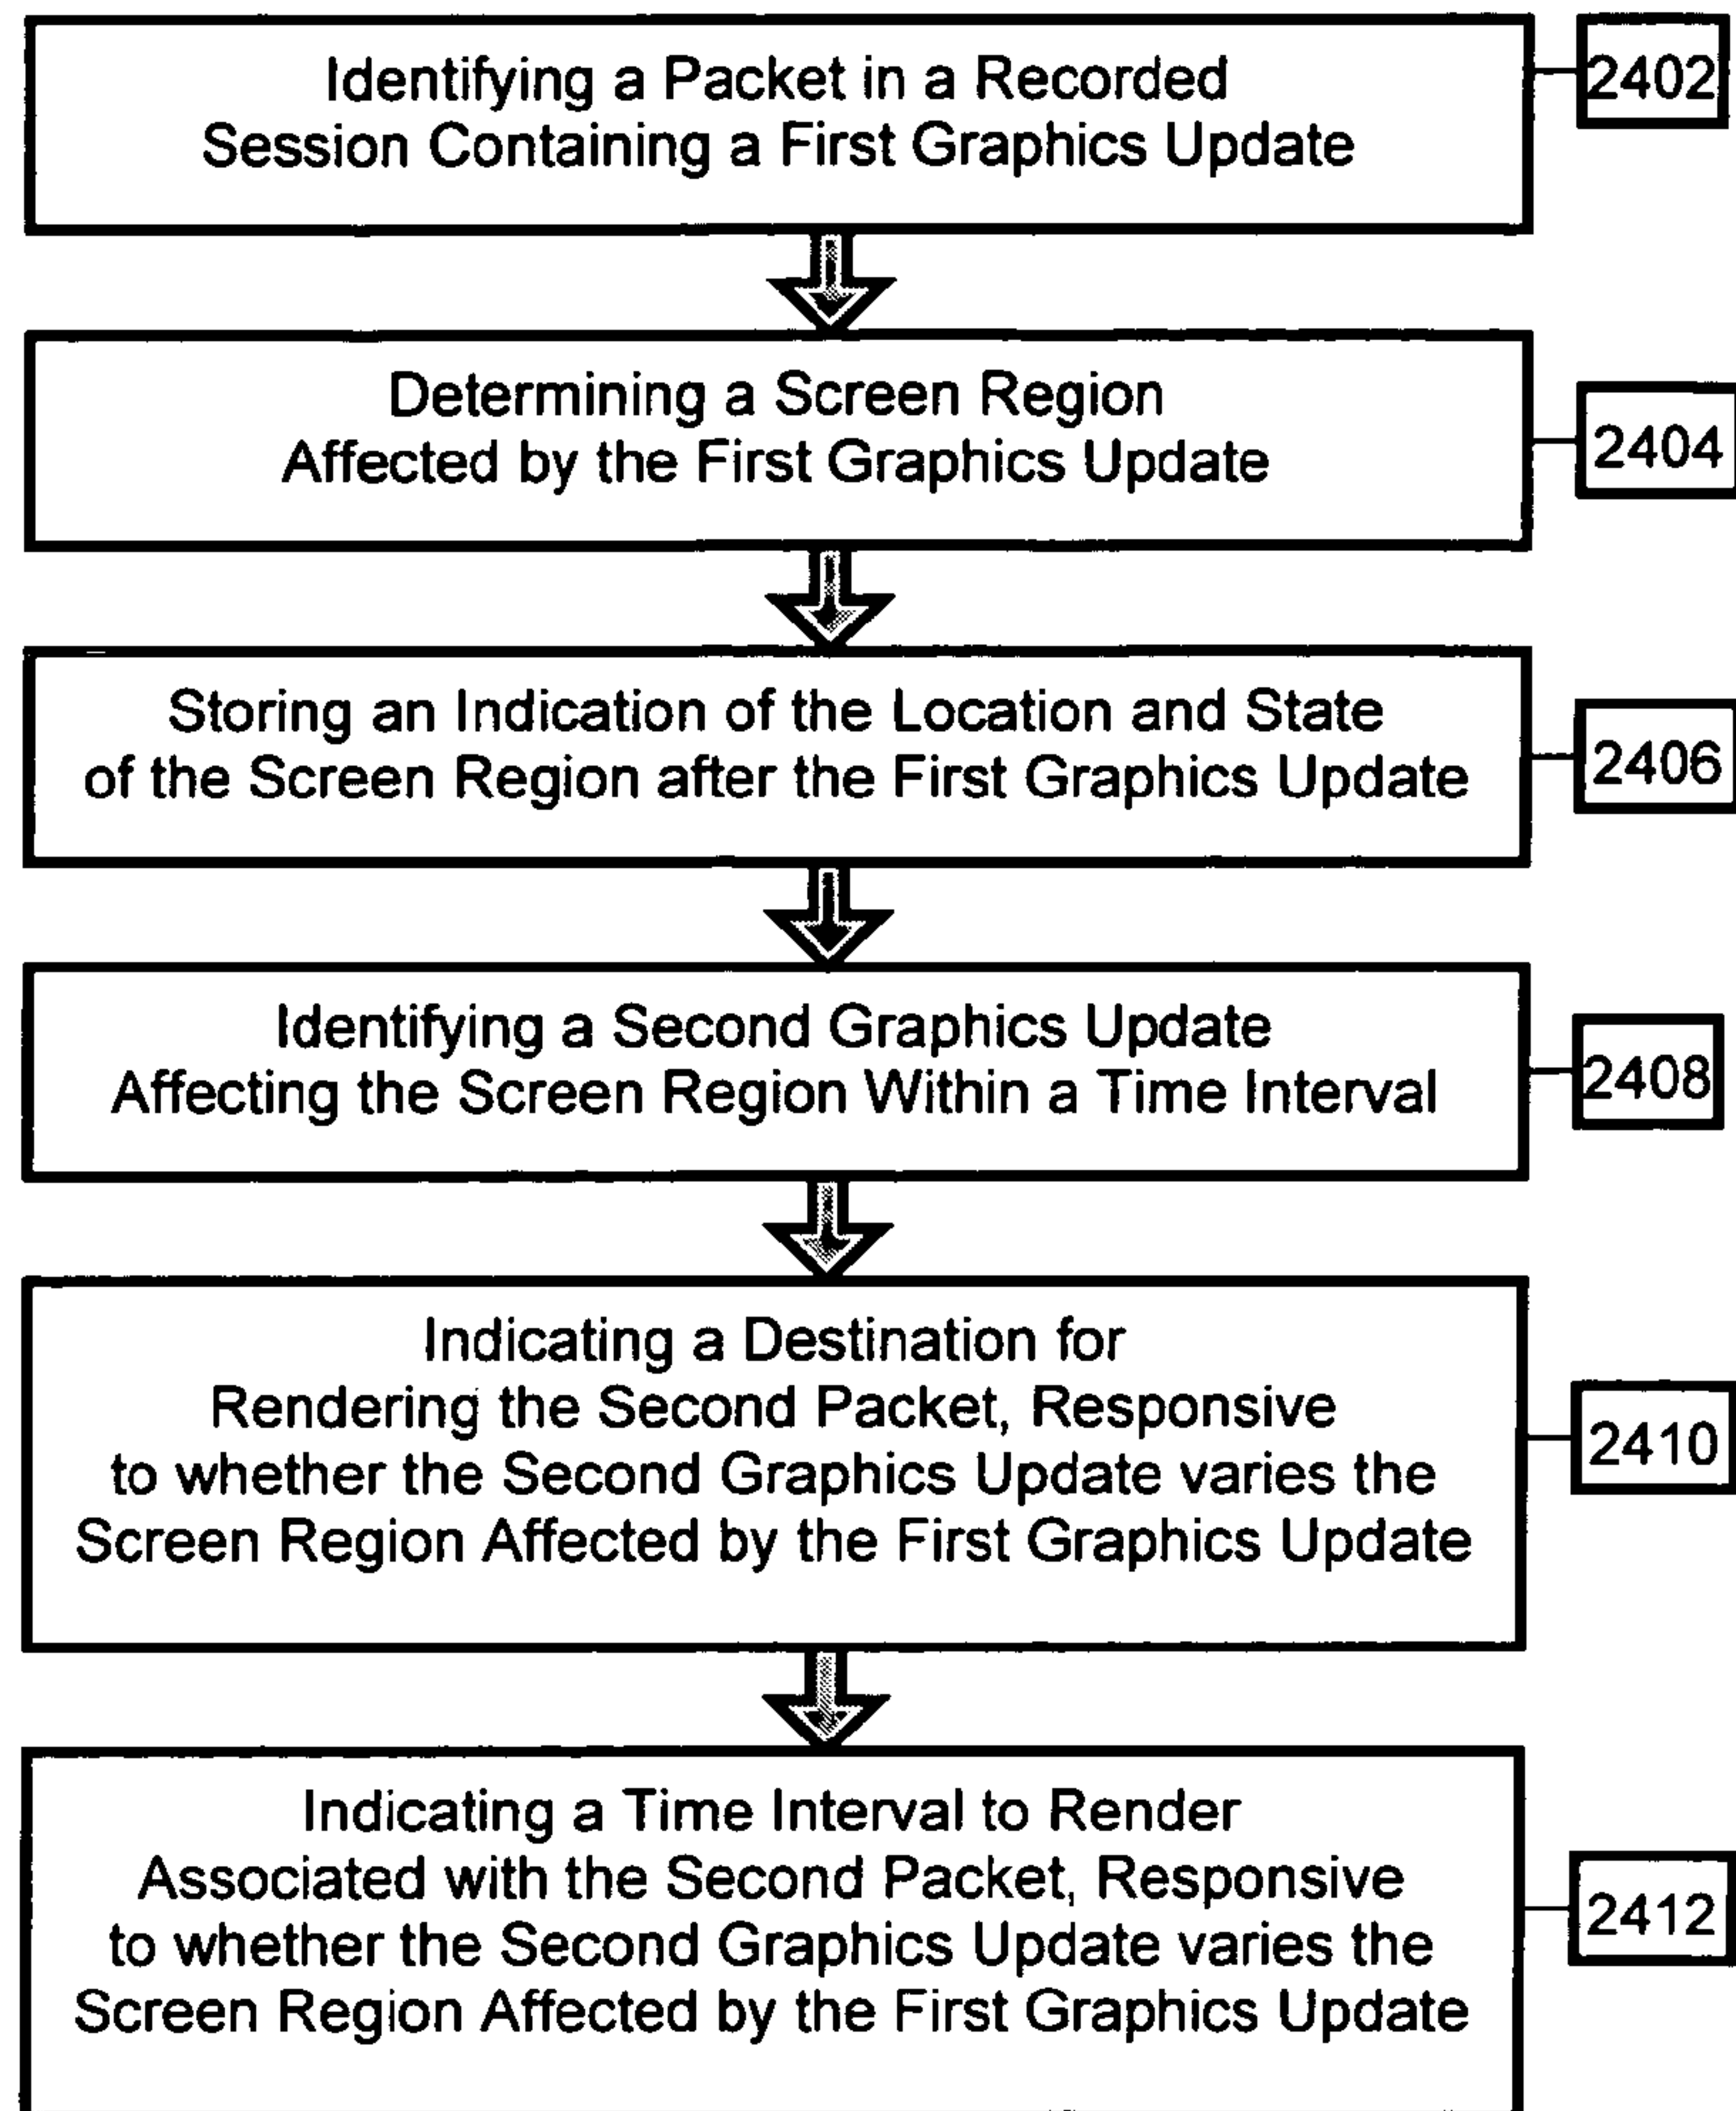 Identifying a Packet in a Recorded
Session Containing a First Graphics Update
2402
Determining a Screen Region
Affected by the First Graphics Update
2404
Storing an Indication of the Location and State
of the Screen Region after the First Graphics Update
2406
Identifying a Second Graphics Update
Affecting the Screen Region Within a Time Interval
2408
Indicating a Destination for
Rendering the Second Packet, Responsive
to whether the Second Graphics Update varies the
Screen Region Affected by the First Graphics Update
2410
Indicating a Time Interval to Render
Associated with the Second Packet, Responsive
to whether the Second Graphics Update varies the
Screen Region Affected by the First Graphics Update
2412